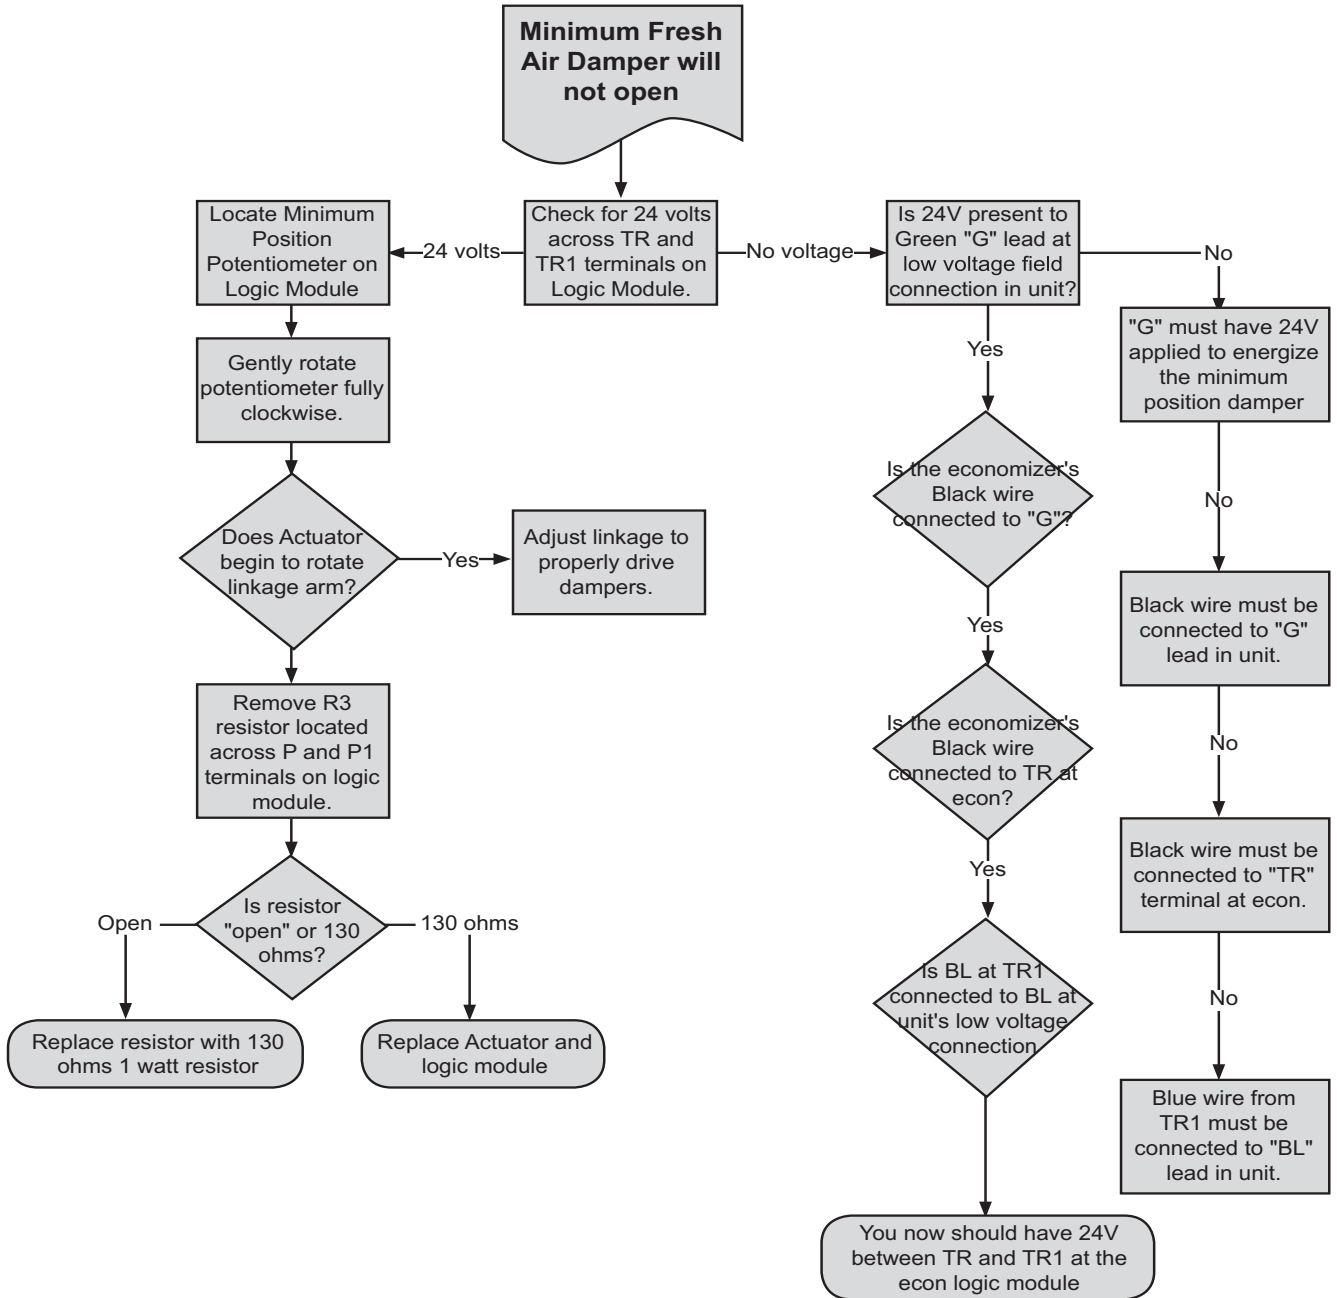 Minimum Fresh
Air Damper will
not open
Locate Minimum
Position
Potentiometer on
Logic Module
24 volts
Check for 24 volts
across TR and
TR1 terminals on
Logic Module.
No voltage
Is 24V present to
Green "G" lead at
low voltage field
connection in unit?
No
"G" must have 24V
applied to energize
the minimum
position damper
Gently rotate
potentiometer fully
clockwise.
Yes
Is the economizer's
Black wire
connected to "G"?
No
Does Actuator
begin to rotate
linkage arm?
Yes
Adjust linkage to
properly drive
dampers.
Black wire must be
connected to "G"
lead in unit.
Yes
Remove R3
resistor located
across P and P1
terminals on logic
module.
Is the economizer's
Black wire
connected to TR at
econ?
No
Black wire must be
connected to "TR"
terminal at econ.
Yes
Open
Is resistor
"open" or 130
ohms?
130 ohms
Is BL at TR1
connected to BL at
unit's low voltage
connection
No
Replace resistor with 130
ohms 1 watt resistor
Replace Actuator and
logic module
Blue wire from
TR1 must be
connected to "BL"
lead in unit.
You now should have 24V
between TR and TR1 at the
econ logic module